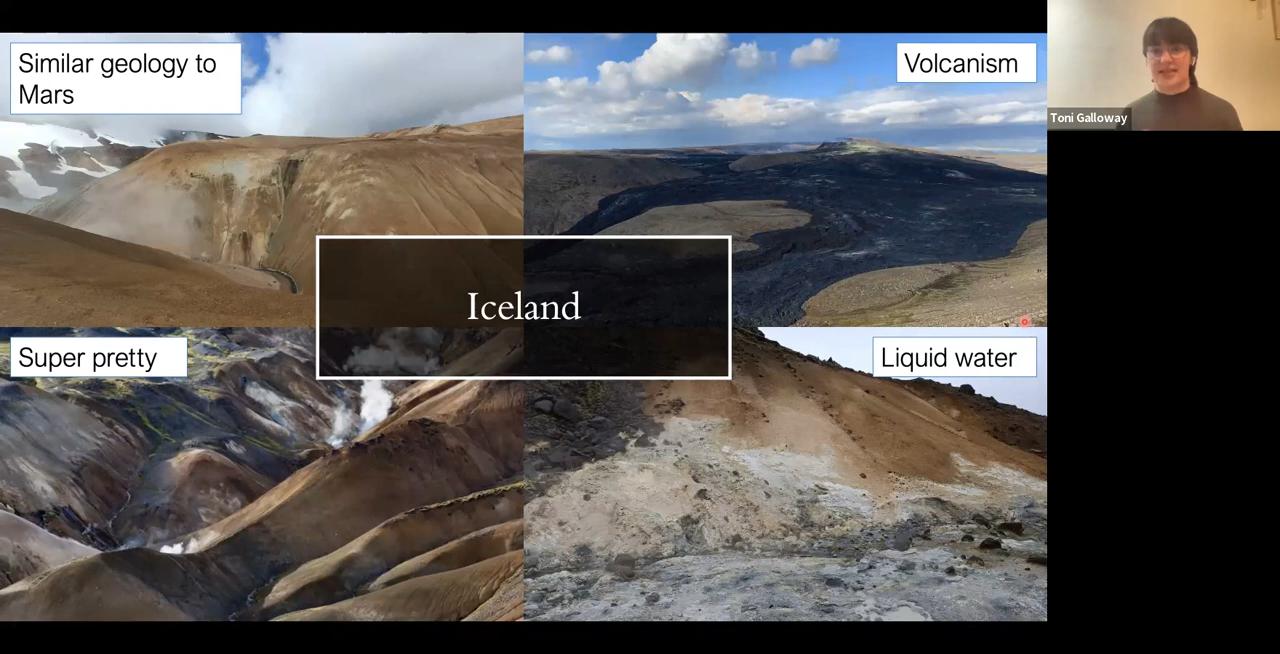 Similar geology to
Mars
Volcanism
Toni Galloway
Iceland
Super pretty
Liquid water